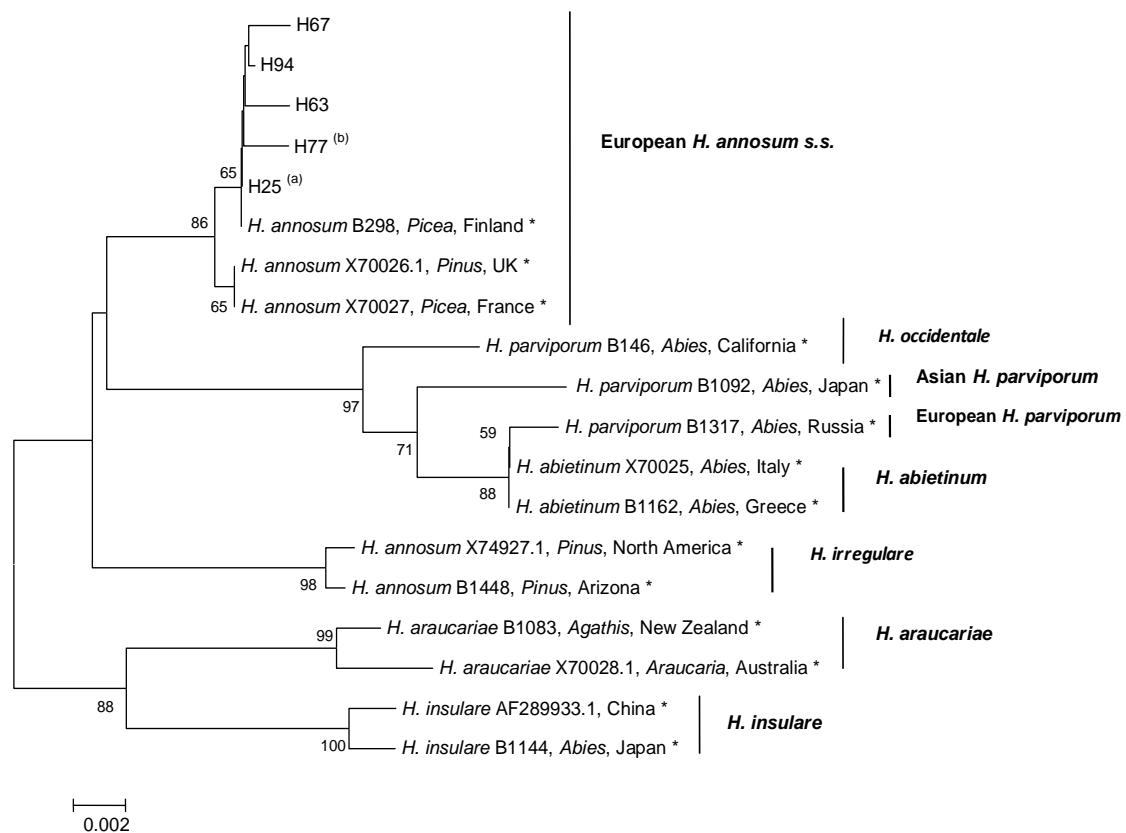 H67
H94
H63
H77 (b)
65
H25 (a)
European H. annosum s.s.
86
H. annosum B298, Picea, Finland *
H. annosum X70026.1, Pinus, UK *
65
H. annosum X70027, Picea, France *
H. parviporum B146, Abies, California *
H. occidentale
97
H. parviporum B1092, Abies, Japan *
Asian H. parviporum
71
59
H. parviporum B1317, Abies, Russia *
European H. parviporum
H. abietinum X70025, Abies, Italy *
88
H. abietinum B1162, Abies, Greece *
H. abietinum
H. annosum X74927.1, Pinus, North America *
98
H. annosum B1448, Pinus, Arizona *
H. irregulare
99
H. araucariae B1083, Agathis, New Zealand *
H. araucariae X70028.1, Araucaria, Australia *
H. araucariae
88
H. insulare AF289933.1, China *
100
H. insulare B1144, Abies, Japan *
H. insulare
0.002